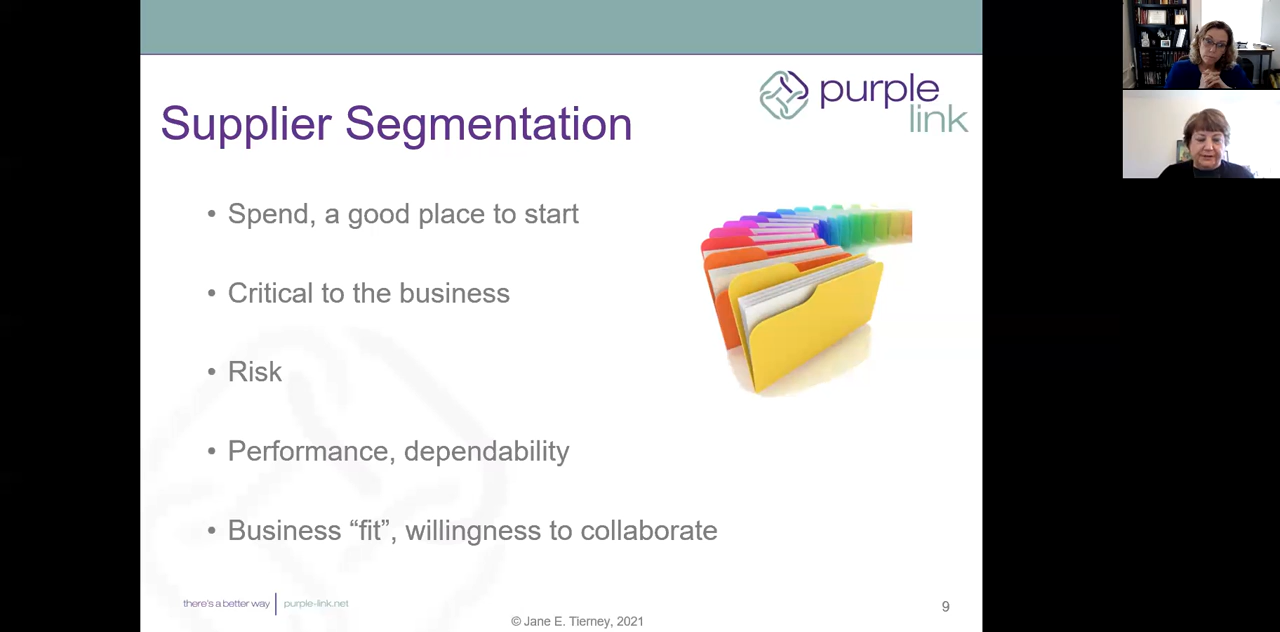 purple
link
Supplier Segmentation
• Spend, a good place to start
• Critical to the business
• Risk
• Performance, dependability
• Business “fit”, willingness to collaborate
there's a better way | purple-link.net
9
© Jane E. Tierney, 2021